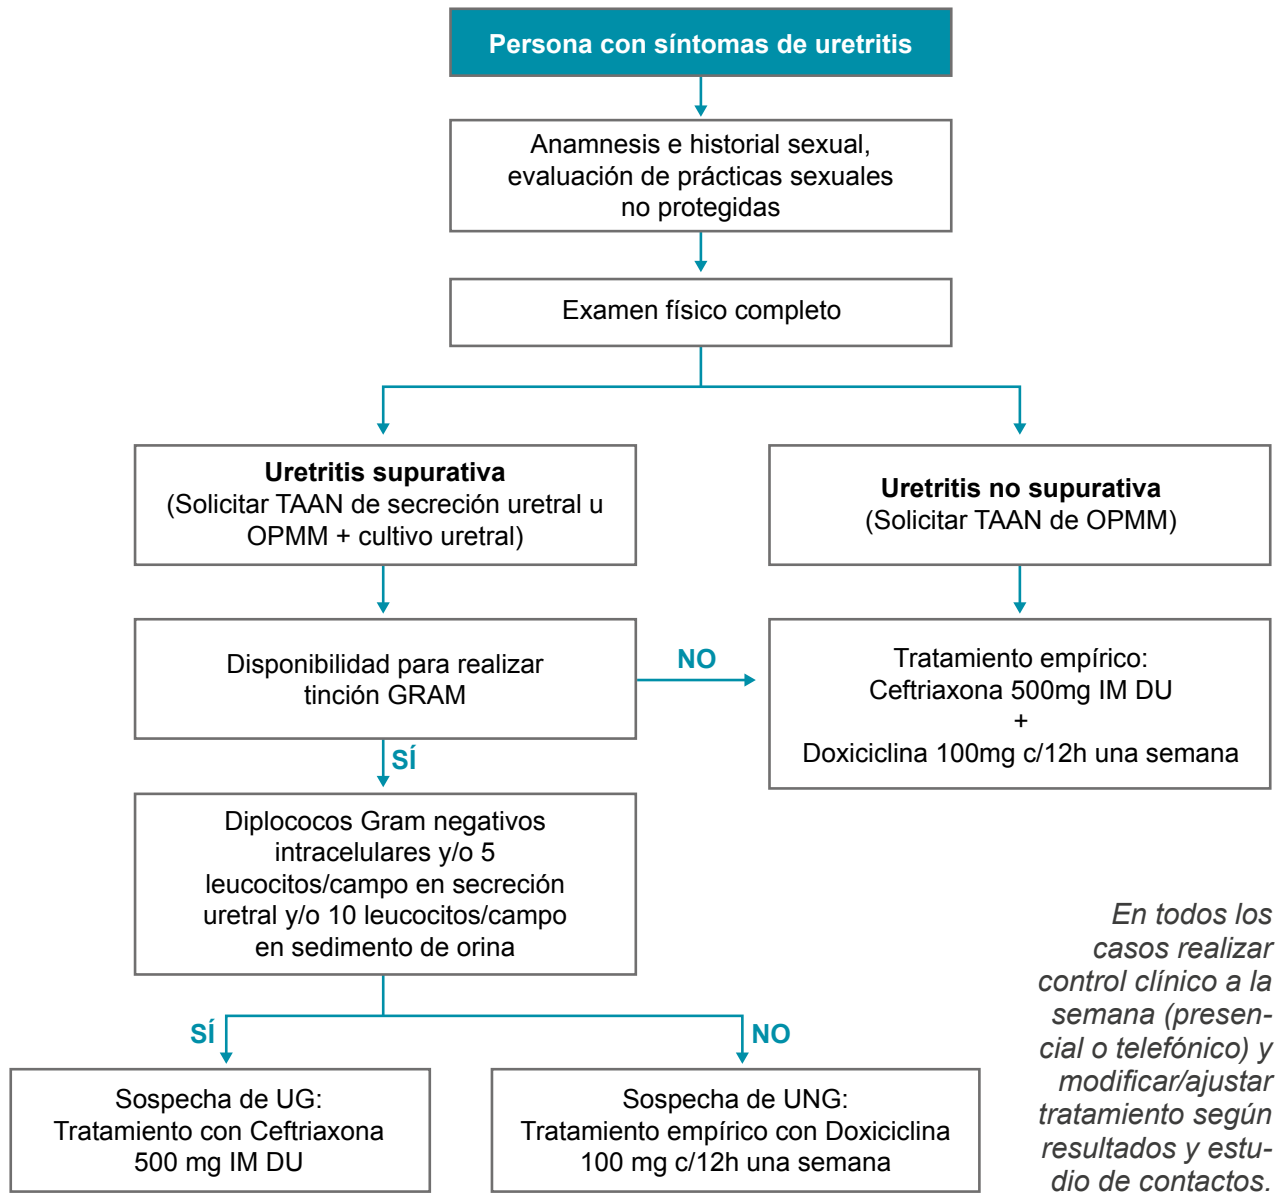 Persona con síntomas de uretritis
Anamnesis e historial sexual,
evaluación de prácticas sexuales
no protegidas
Examen físico completo
Uretritis supurativa
(Solicitar TAAN de secreción uretral u
OPMM + cultivo uretral)
Uretritis no supurativa
(Solicitar TAAN de OPMM)
Disponibilidad para realizar
tinción GRAM
NO
Tratamiento empírico:
Ceftriaxona 500mg IM DU
+
Doxiciclina 100mg c/12h una semana
SÍ
Diplococos Gram negativos
intracelulares y/o 5
leucocitos/campo en secreción
uretral y/o 10 leucocitos/campo
en sedimento de orina
SÍ
NO
Sospecha de UG:
Tratamiento con Ceftriaxona
500 mg IM DU
Sospecha de UNG:
Tratamiento empírico con Doxiciclina
100 mg c/12h una semana
En todos los
casos realizar
control clínico a la
semana (presen-
cial o telefónico) y
modificar/ajustar
tratamiento según
resultados y estu-
dio de contactos.